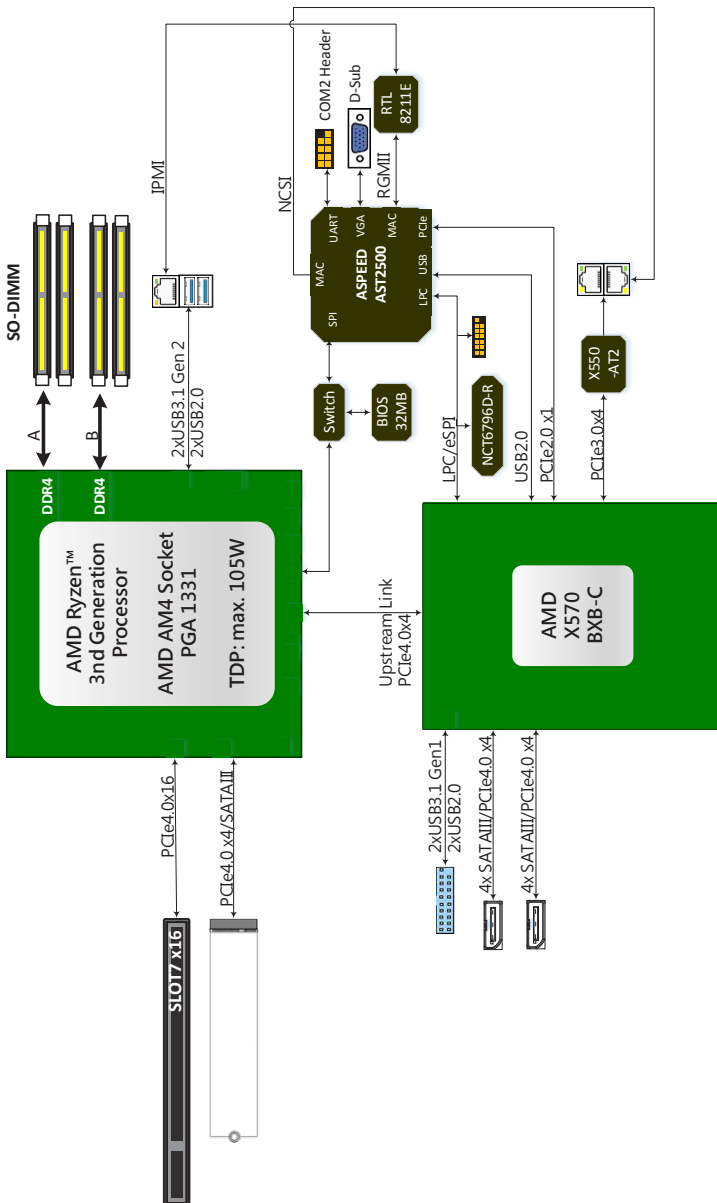 SO-DIMM
A
B
DDR4
DDR4
AMD Ryzen™
3nd Generation
Processor
AMD AM4 Socket
PGA 1331
TDP: max. 105W
PCIe4.0x16
SLOT7 x16
PCIe4.0 x4/SATAIII
IPMI
2xUSB3.1 Gen 2
2xUSB2.0
NCSI
COM2 Header
D-Sub
RTL
8211E
RGMII
UART
VGA
MAC
PCIe
USB
LPC
SPI
MAC
ASPEED
AST2500
Switch
BIOS
32MB
LPC/eSPI
NCT6796D-R
USB2.0
PCIe2.0 x1
X550
-AT2
PCIe3.0x4
Upstream Link
PCIe4.0x4
AMD
X570
BXB-C
2xUSB3.1 Gen1
2xUSB2.0
4x SATAIII/PCIe4.0 x4
4x SATAIII/PCIe4.0 x4